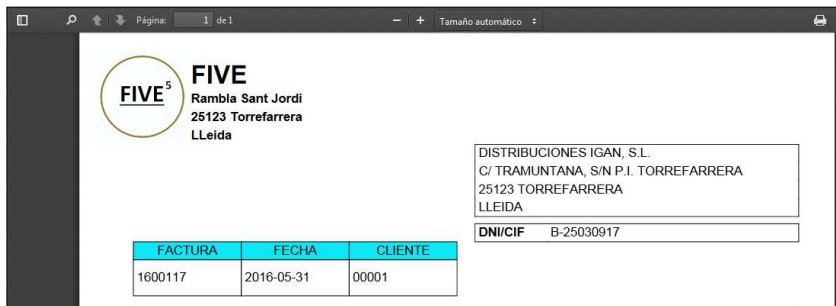 Página: 1 de 1 — + Tamaño automático
FIVE5
FIVE
Rambla Sant Jordi
25123 Torrefarrera
LLeida
DISTRIBUCIONES IGAN, S.L.
C/ TRAMUNTANA, S/N P.I. TORREFARRERA
25123 TORREFARRERA
LLEIDA
DNI/CIF B-25030917
FACTURA FECHA CLIENTE
1600117 2016-05-31 00001